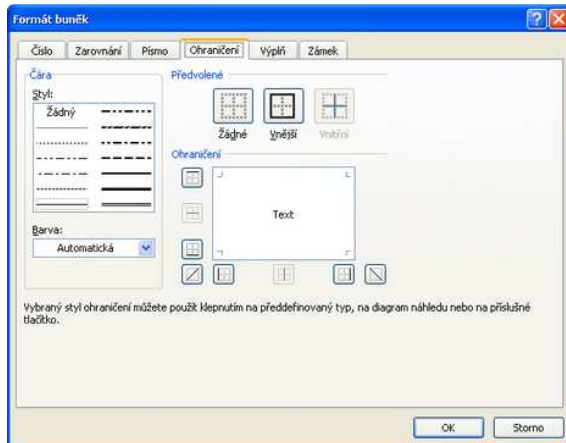 Formát buněk
Číslo Zarovnání Písmo Ohraničení Výplň Zámek
Čára
Styl:
Žádný
Barva:
Automatická
Předvolené
Žádné Vnější Vnitřní
Ohraničení
Text
Vybraný styl ohraničení můžete použít klepnutím na předdefinovaný typ, na diagram náhledu nebo na příslušné
tlačítko.
OK Storno